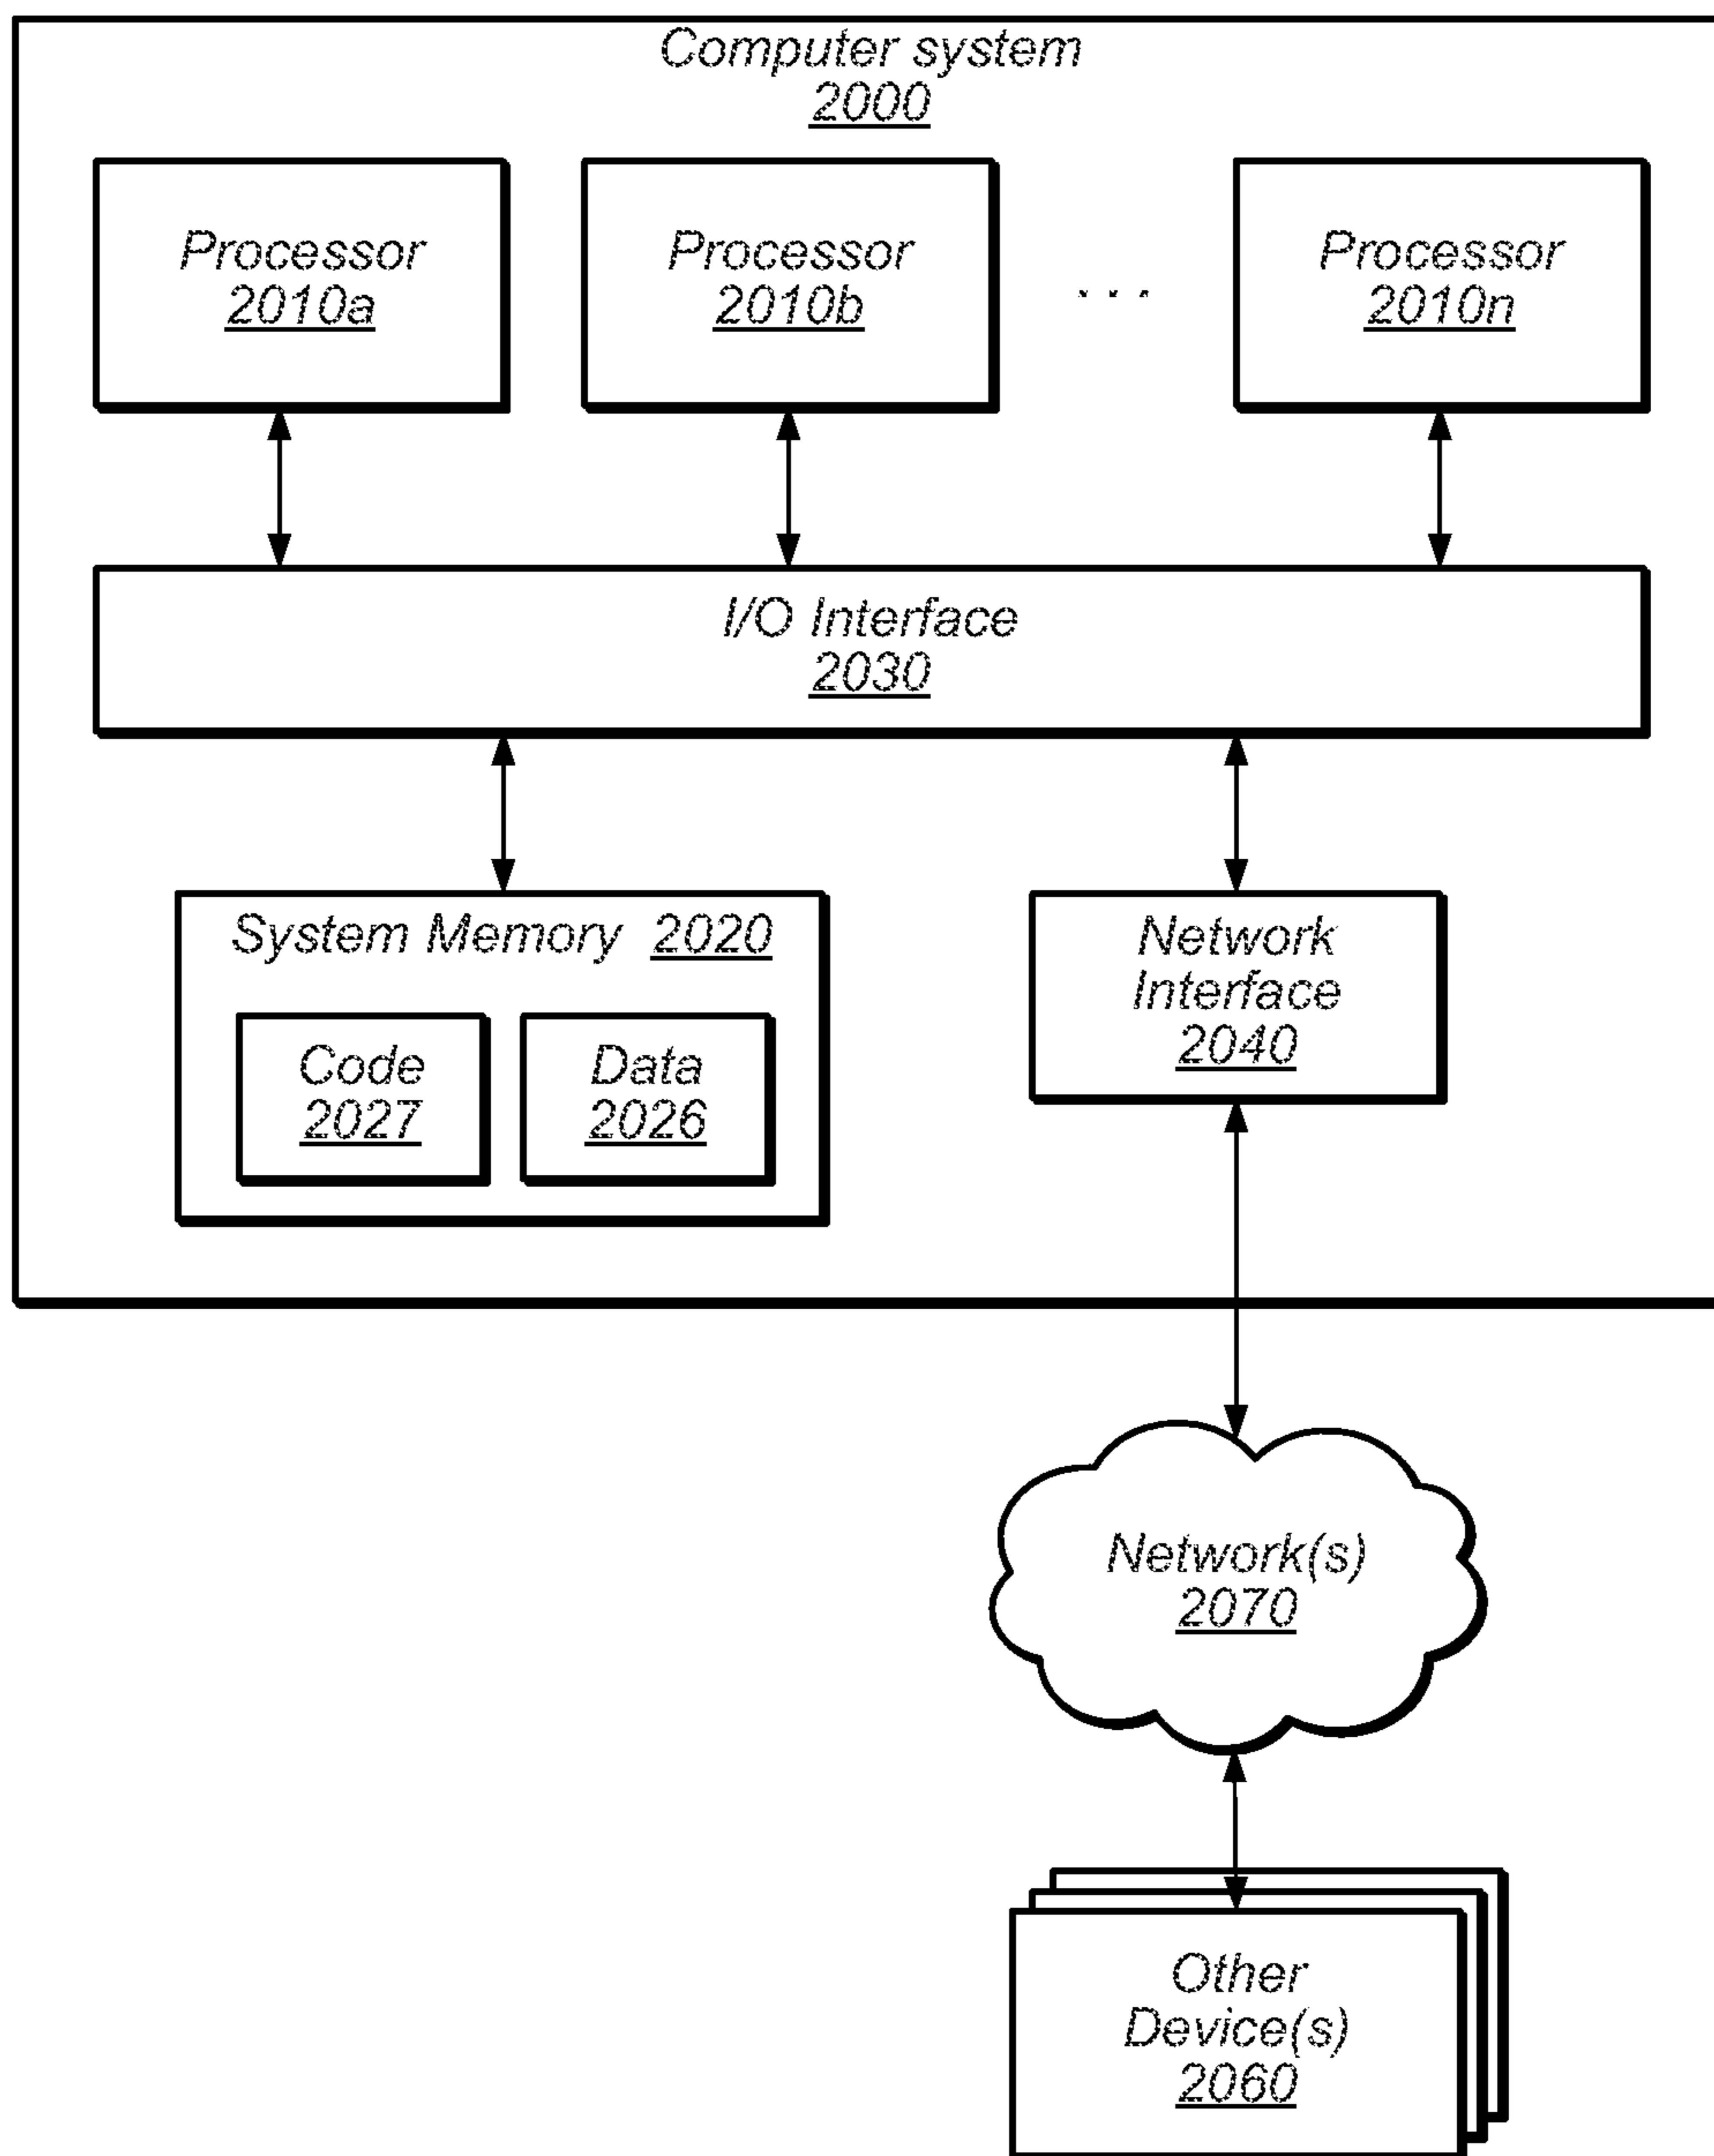 Computer system
2000
Processor
2010a
Processor
2010b
. . .
Processor
2010n
I/O Interface
2030
System Memory 2020
Code
2027
Data
2026
Network
Interface
2040
Network(s)
2070
Other
Device(s)
2060